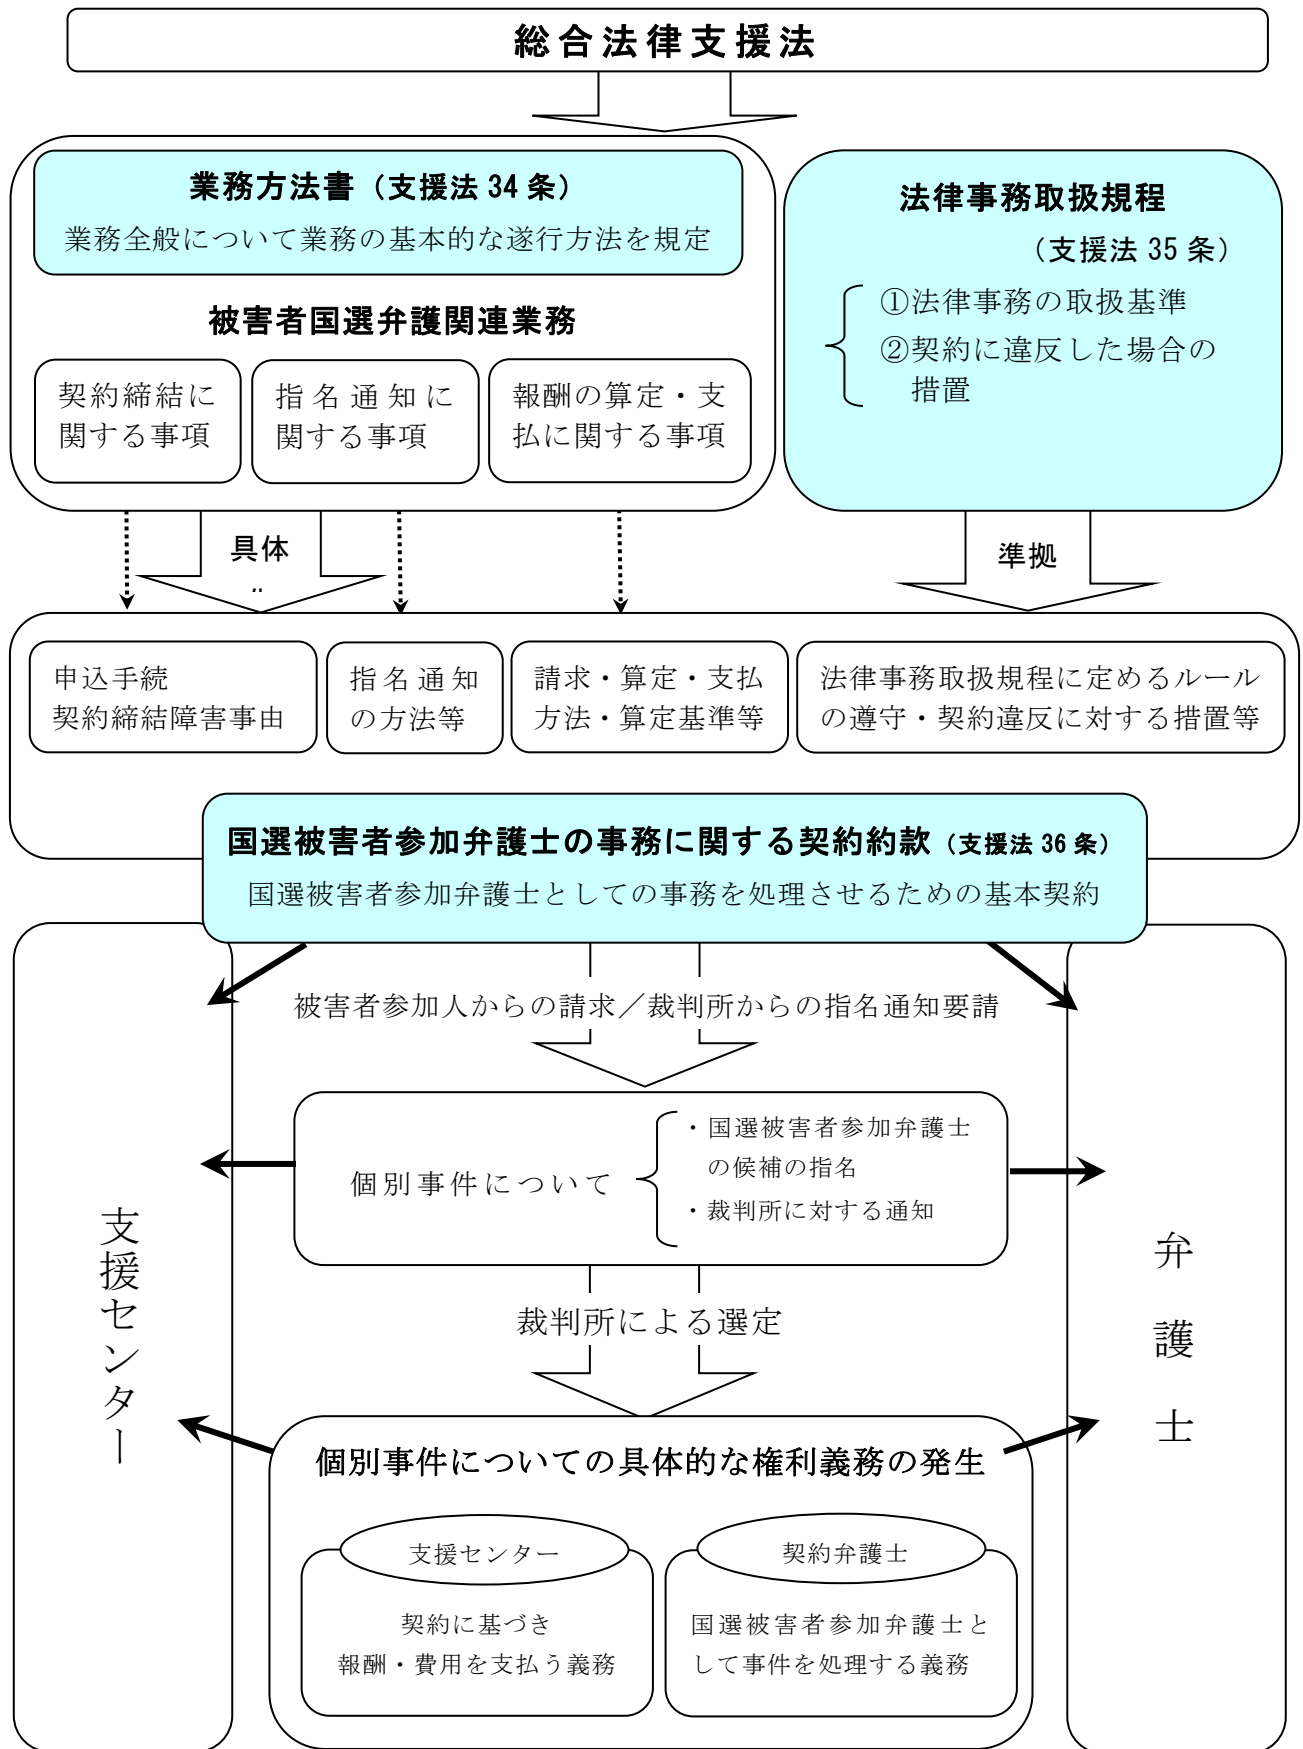 総合法律支援法
業務方法書（支援法 34 条）
業務全般について業務の基本的な遂行方法を規定
被害者国選弁護関連業務
契約締結に
関する事項
指名通知に
関する事項
報酬の算定・支
払に関する事項
法律事務取扱規程
（支援法 35 条）
①法律事務の取扱基準
②契約に違反した場合の
措置
具体
準拠
申込手続
契約締結障害事由
指名通知
の方法等
請求・算定・支払
方法・算定基準等
法律事務取扱規程に定めるルール
の遵守・契約違反に対する措置等
国選被害者参加弁護士の事務に関する契約約款（支援法 36 条）
国選被害者参加弁護士としての事務を処理させるための基本契約
被害者参加人からの請求／裁判所からの指名通知要請
個別事件について
・国選被害者参加弁護士
の候補の指名
・裁判所に対する通知
支援センター
弁護士
裁判所による選定
個別事件についての具体的な権利義務の発生
支援センター
契約に基づき
報酬・費用を支払う義務
契約弁護士
国選被害者参加弁護士と
して事件を処理する義務